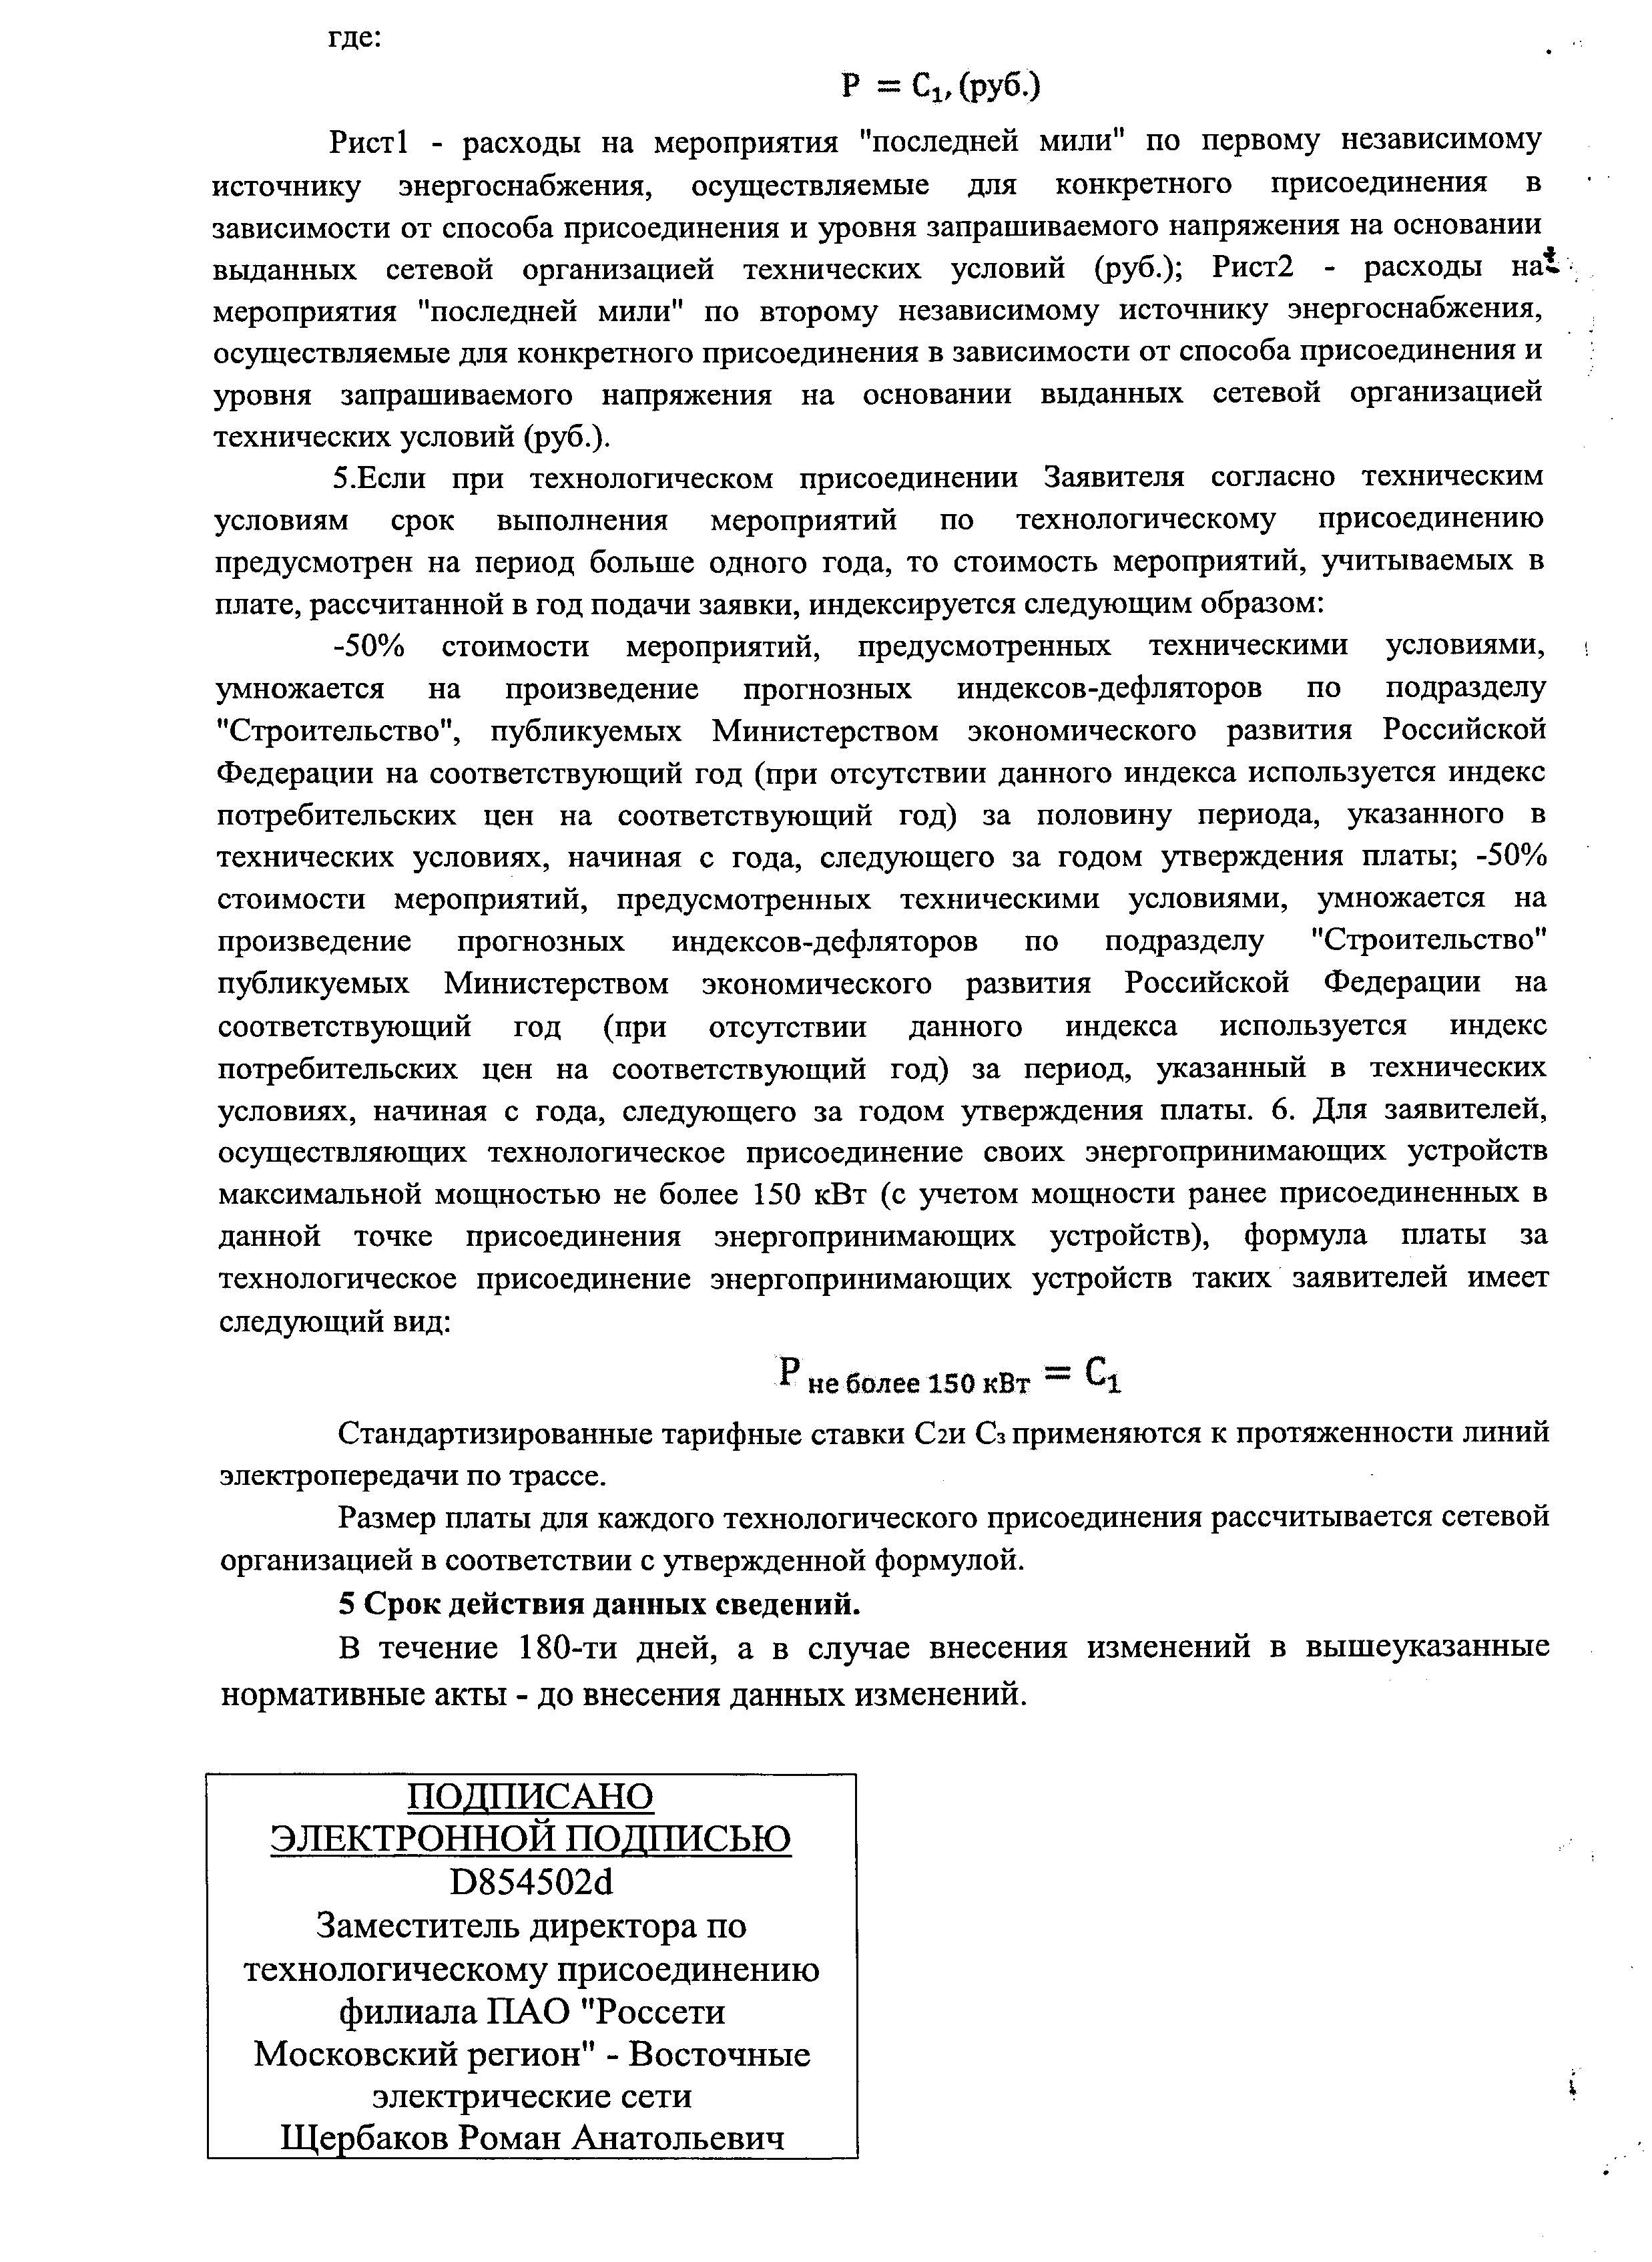 где:
P = C₁, (руб.)
Рист1 - расходы на мероприятия "последней мили" по первому независимому
источнику энергоснабжения, осуществляемые для конкретного присоединения в
зависимости от способа присоединения и уровня запрашиваемого напряжения на основании
выданных сетевой организацией технических условий (руб.); Рист2 - расходы на
мероприятия "последней мили" по второму независимому источнику энергоснабжения,
осуществляемые для конкретного присоединения в зависимости от способа присоединения и
уровня запрашиваемого напряжения на основании выданных сетевой организацией
технических условий (руб.).
5.Если при технологическом присоединении Заявителя согласно техническим
условиям срок выполнения мероприятий по технологическому присоединению
предусмотрен на период больше одного года, то стоимость мероприятий, учитываемых в
плате, рассчитанной в год подачи заявки, индексируется следующим образом:
-50% стоимости мероприятий, предусмотренных техническими условиями,
умножается на произведение прогнозных индексов-дефляторов по подразделу
"Строительство", публикуемых Министерством экономического развития Российской
Федерации на соответствующий год (при отсутствии данного индекса используется индекс
потребительских цен на соответствующий год) за половину периода, указанного в
технических условиях, начиная с года, следующего за годом утверждения платы; -50%
стоимости мероприятий, предусмотренных техническими условиями, умножается на
произведение прогнозных индексов-дефляторов по подразделу "Строительство"
публикуемых Министерством экономического развития Российской Федерации на
соответствующий год (при отсутствии данного индекса используется индекс
потребительских цен на соответствующий год) за период, указанный в технических
условиях, начиная с года, следующего за годом утверждения платы. 6. Для заявителей,
осуществляющих технологическое присоединение своих энергопринимающих устройств
максимальной мощностью не более 150 кВт (с учетом мощности ранее присоединенных в
данной точке присоединения энергопринимающих устройств), формула платы за
технологическое присоединение энергопринимающих устройств таких заявителей имеет
следующий вид:
P не более 150 кВт = C₁
Стандартизированные тарифные ставки С₂и С₃ применяются к протяженности линий
электропередачи по трассе.
Размер платы для каждого технологического присоединения рассчитывается сетевой
организацией в соответствии с утвержденной формулой.
5 Срок действия данных сведений.
В течение 180-ти дней, а в случае внесения изменений в вышеуказанные
нормативные акты - до внесения данных изменений.
ПОДПИСАНО
ЭЛЕКТРОННОЙ ПОДПИСЬЮ
D854502d
Заместитель директора по
технологическому присоединению
филиала ПАО "Россети
Московский регион" - Восточные
электрические сети
Щербаков Роман Анатольевич